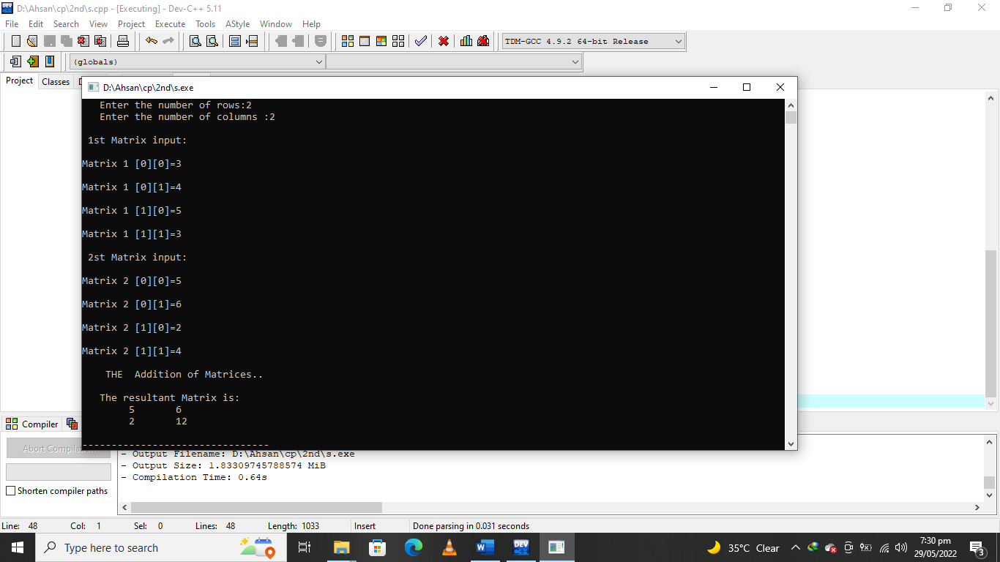 D:\Ahsan\cp\2nd\s.cpp - [Executing] - Dev-C++ 5.11
File Edit Search View Project Execute Tools AStyle Window Help
TDM-GCC 4.9.2 64-bit Release
(globals)
Project Classes
D:\Ahsan\cp\2nd\s.exe
Enter the number of rows:2
Enter the number of columns :2
1st Matrix input:
Matrix 1 [0][0]=3
Matrix 1 [0][1]=4
Matrix 1 [1][0]=5
Matrix 1 [1][1]=3
2st Matrix input:
Matrix 2 [0][0]=5
Matrix 2 [0][1]=6
Matrix 2 [1][0]=2
Matrix 2 [1][1]=4
THE  Addition of Matrices..
The resultant Matrix is:
5 6
2 12
--------------------------------
Compiler
Abort Compilation
Shorten compiler paths
- Output Filename: D:\Ahsan\cp\2nd\s.exe
- Output Size: 1.83309745788574 MiB
- Compilation Time: 0.64s
Line: 48 Col: 1 Sel: 0 Lines: 48 Length: 1033 Insert Done parsing in 0.031 seconds
Type here to search
DEV
35°C Clear
7:30 pm
29/05/2022
3